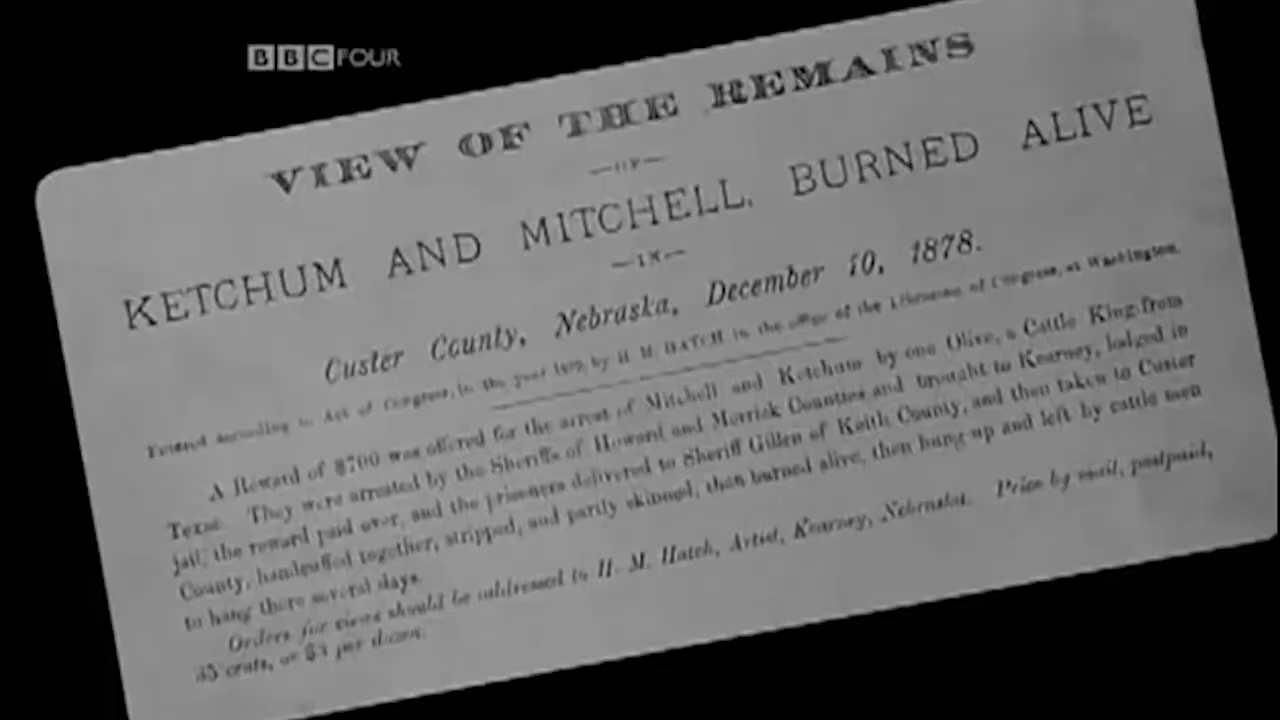 BBC FOUR
VIEW OF THE REMAINS
—OF—
KETCHUM AND MITCHELL, BURNED ALIVE
—IN—
Custer County, Nebraska, December 10, 1878.
Entered according to Act of Congress, in the year 1879, by H. M. HATCH in the office of the Librarian of Congress, at Washington.
A Reward of $700 was offered for the arrest of Mitchell and Ketchum by one Olive, a Cattle King from
Texas. They were arrested by the Sheriffs of Howard and Merrick Counties and brought to Kearney, lodged in
jail, the reward paid over, and the prisoners delivered to Sheriff Gillen of Keith County, and then taken to Custer
County, handcuffed together, stripped, and partly skinned, then burned alive, then hung up and left by cattle men
to hang there several days.
Orders for views should be addressed to H. M. Hatch, Artist, Kearney, Nebraska. Price by mail, postpaid,
35 cents, or per dozen.